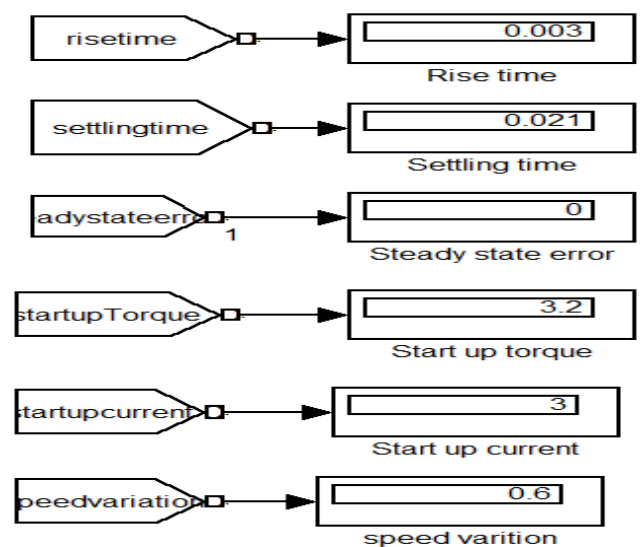 risetime
0.003
Rise time
settlingtime
0.021
Settling time
eadystateerro
1
0
Steady state error
startupTorque
3.2
Start up torque
startupcurrent
3
Start up current
peedvariation
0.6
speed varition